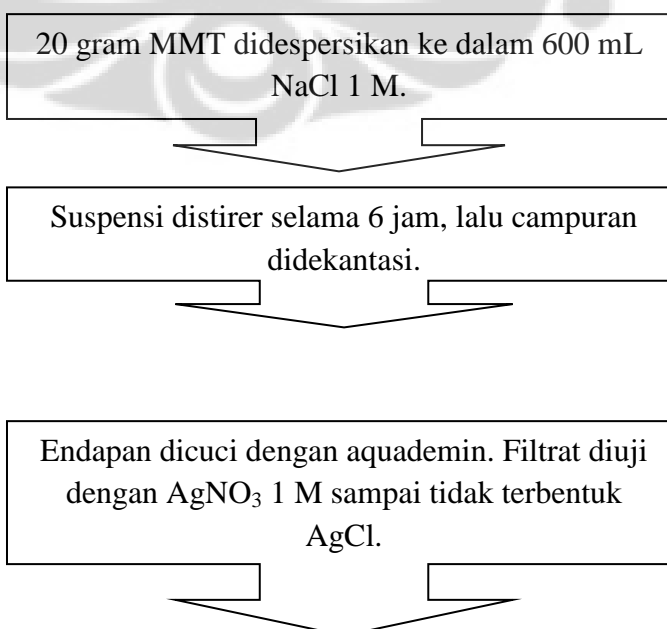 20 gram MMT didespersikan ke dalam 600 mL
NaCl 1 M.
Suspensi distirer selama 6 jam, lalu campuran
didekantasi.
Endapan dicuci dengan aquademin. Filtrat diuji
dengan AgNO₃ 1 M sampai tidak terbentuk
AgCl.